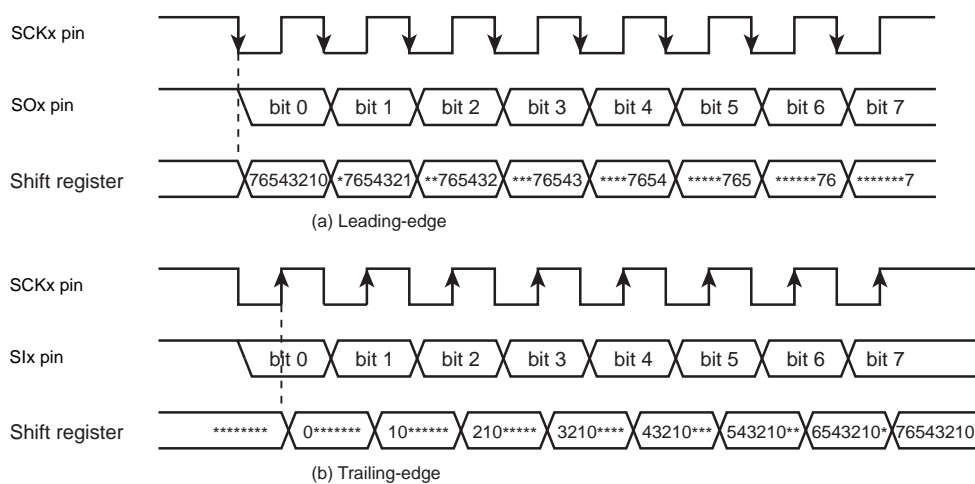 SCKx pin
SOx pin bit 0 bit 1 bit 2 bit 3 bit 4 bit 5 bit 6 bit 7
Shift register 76543210 *7654321 **765432 ***76543 ****7654 *****765 ******76 *******7
(a) Leading-edge
SCKx pin
SIx pin bit 0 bit 1 bit 2 bit 3 bit 4 bit 5 bit 6 bit 7
Shift register ******** 0******* 10****** 210***** 3210**** 43210*** 543210** 6543210* 76543210
(b) Trailing-edge